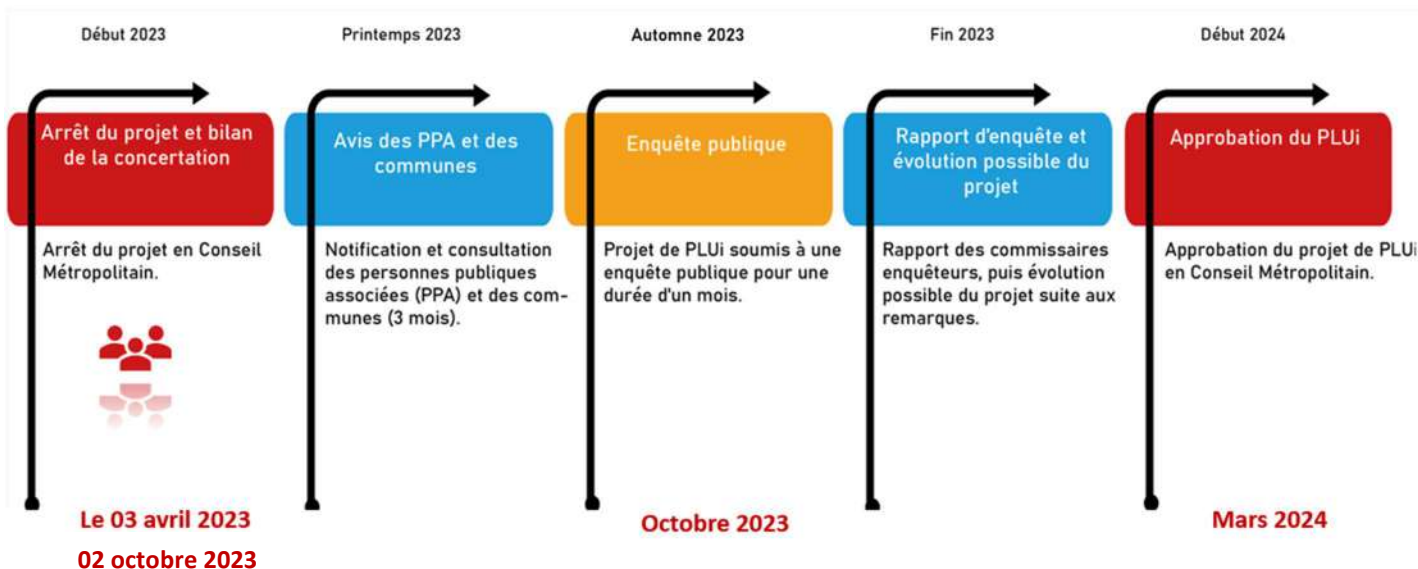 Début 2023
Printemps 2023
Automne 2023
Fin 2023
Début 2024
Arrêt du projet et bilan
de la concertation
Avis des PPA et des
communes
Enquête publique
Rapport d'enquête et
évolution possible du
projet
Approbation du PLUi
Arrêt du projet en Conseil
Métropolitain.
Notification et consultation
des personnes publiques
associées (PPA) et des com-
munes (3 mois).
Projet de PLUi soumis à une
enquête publique pour une
durée d'un mois.
Rapport des commissaires
enquêteurs, puis évolution
possible du projet suite aux
remarques.
Approbation du projet de PLUi
en Conseil Métropolitain.
Le 03 avril 2023
02 octobre 2023
Octobre 2023
Mars 2024